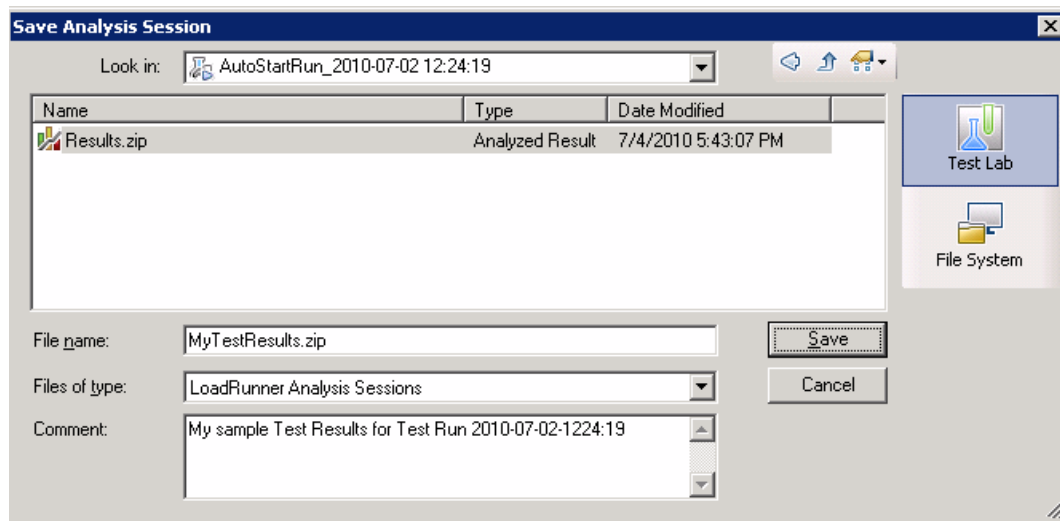 Save Analysis Session
Look in: AutoStartRun_2010-07-02 12:24:19
Name Type Date Modified
Results.zip Analyzed Result 7/4/2010 5:43:07 PM
Test Lab
File System
File name: MyTestResults.zip Save
Files of type: LoadRunner Analysis Sessions Cancel
Comment: My sample Test Results for Test Run 2010-07-02-1224:19